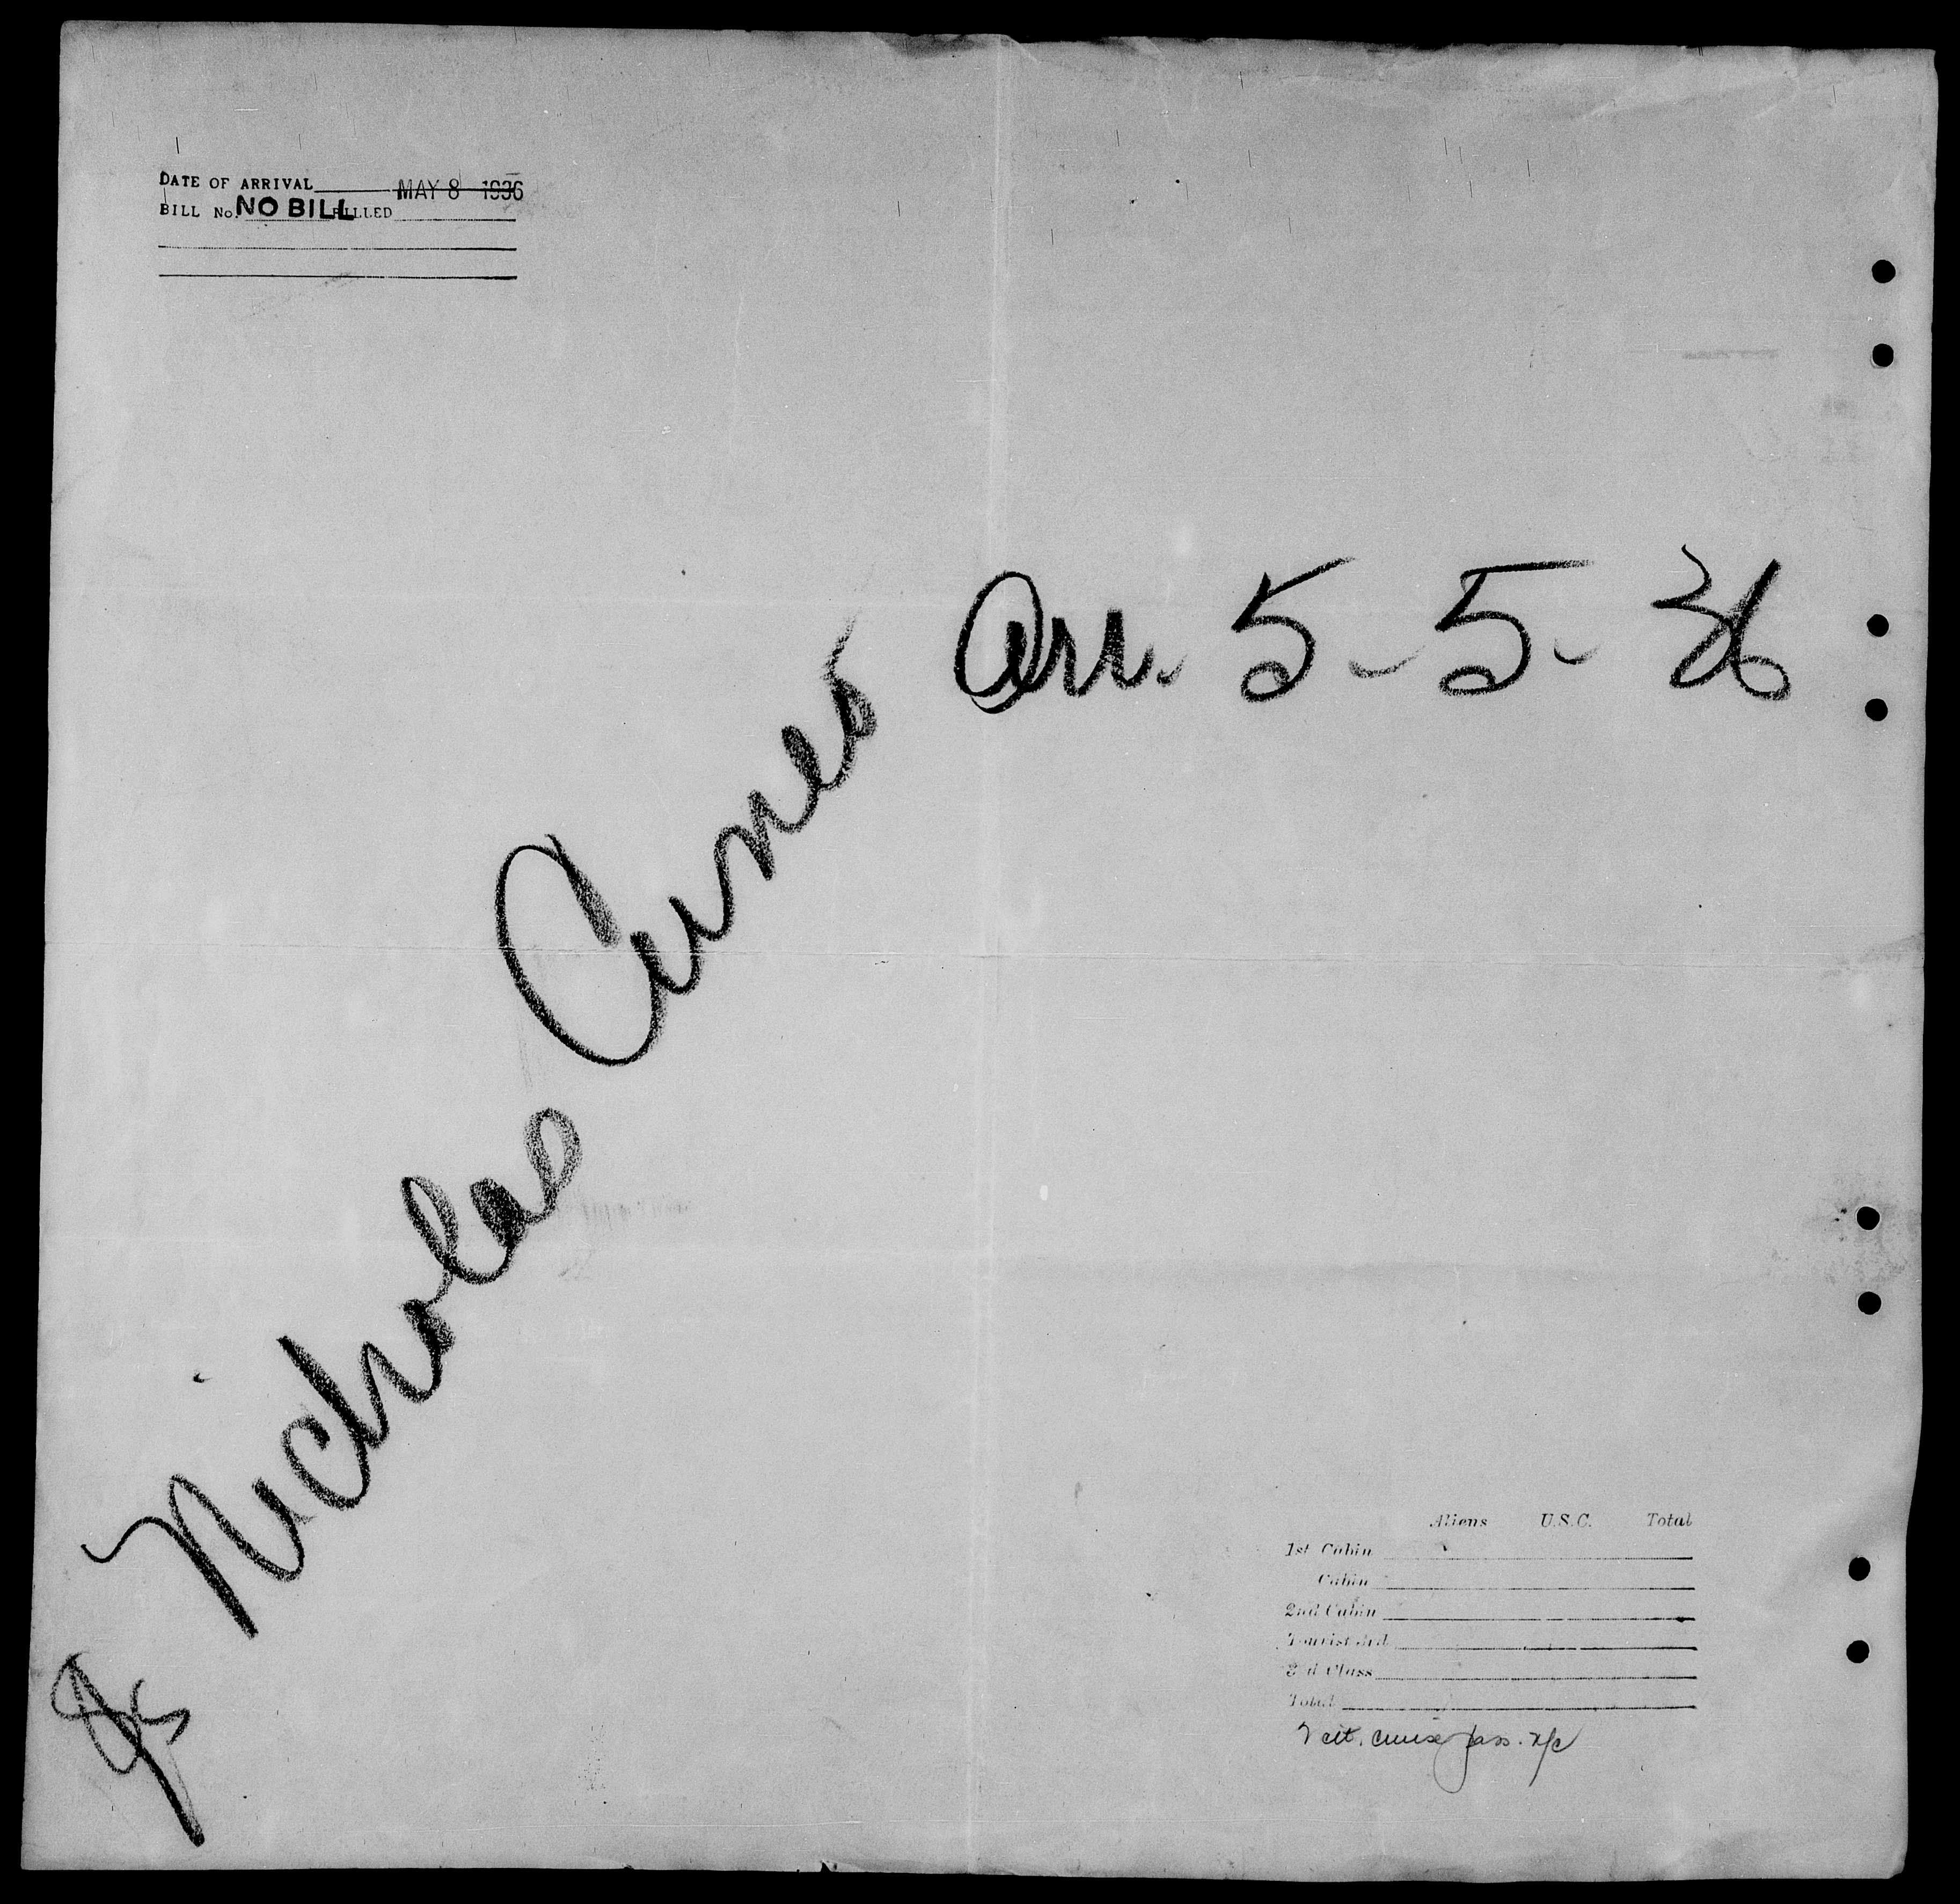 DATE OF ARRIVAL MAY 8 1936
BILL No. NO BILL BILLED
Arr. 5-5-36
SS Nicholas Cuneo
Aliens U.S.C. Total
1st Cabin
Cabin
2nd Cabin
Tourist 3rd
3rd Class
Total
cit. cruise pass. n/c